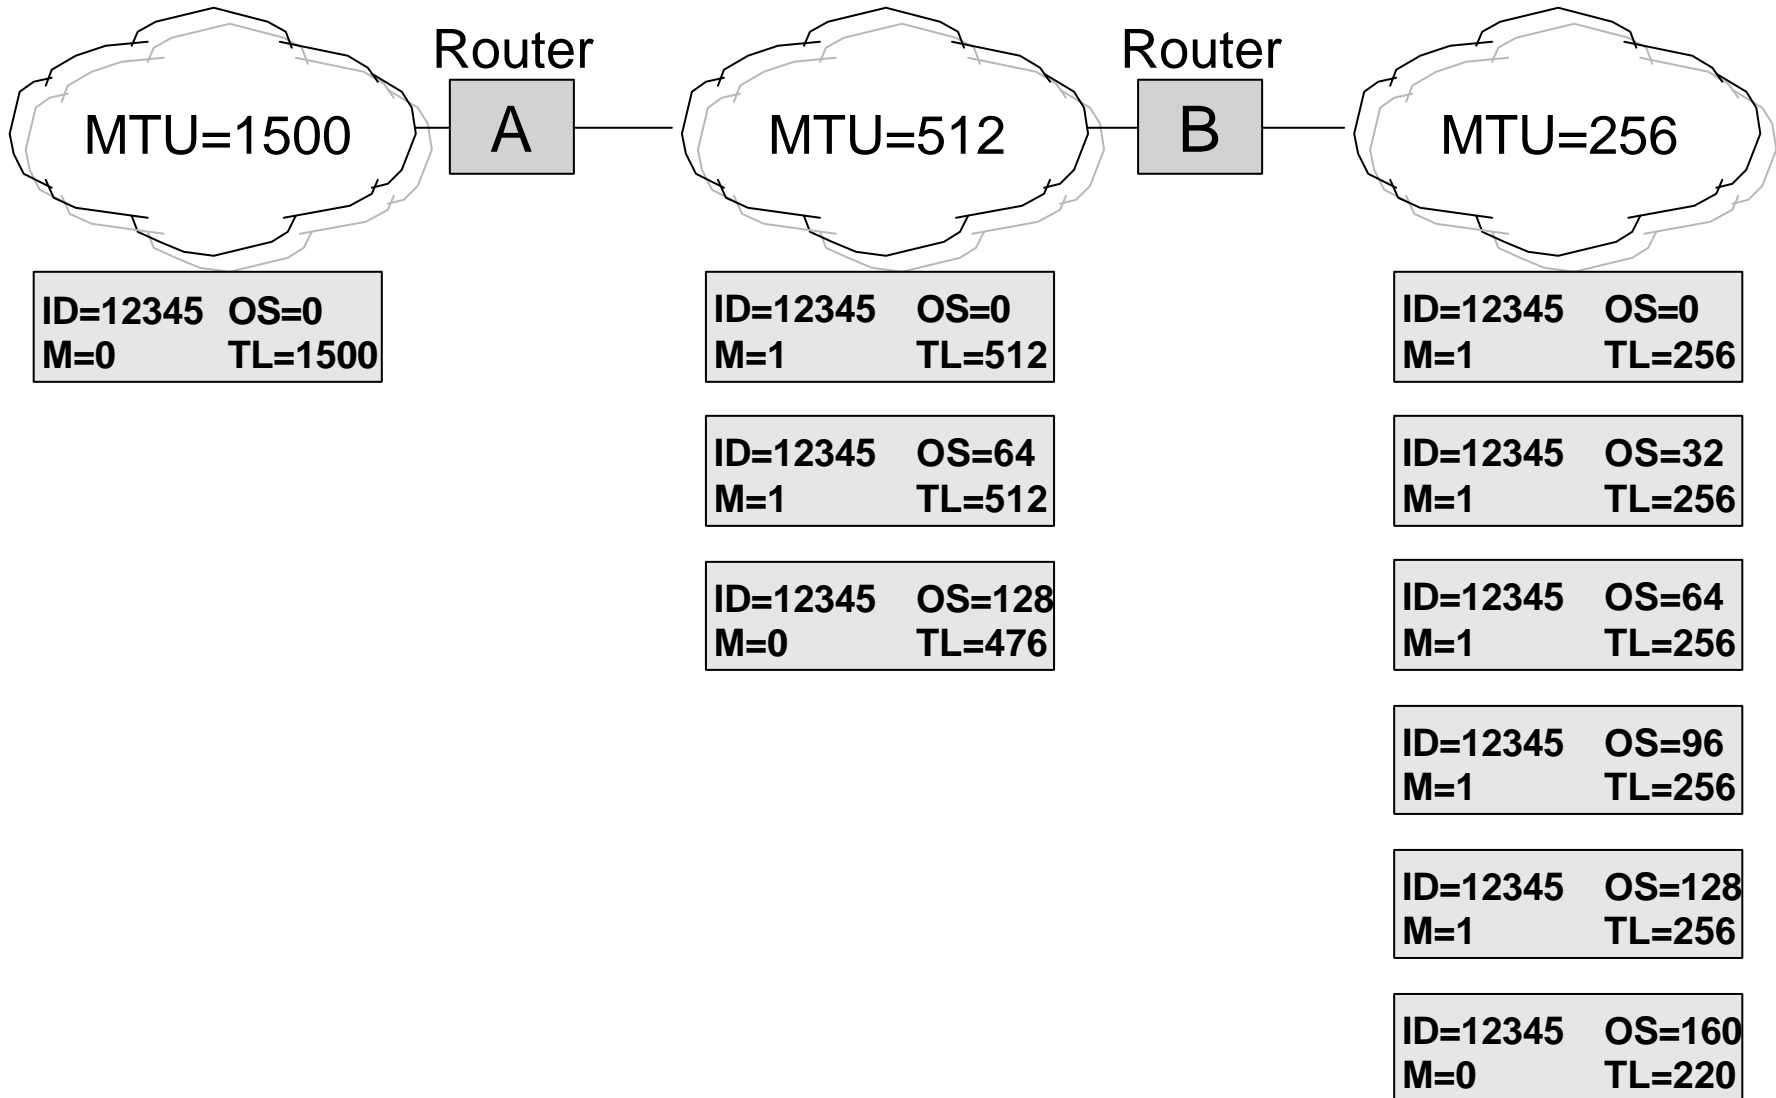 Router
Router
MTU=1500
A
MTU=512
B
MTU=256
ID=12345 OS=0
M=0 TL=1500
ID=12345 OS=0
M=1 TL=512
ID=12345 OS=64
M=1 TL=512
ID=12345 OS=128
M=0 TL=476
ID=12345 OS=0
M=1 TL=256
ID=12345 OS=32
M=1 TL=256
ID=12345 OS=64
M=1 TL=256
ID=12345 OS=96
M=1 TL=256
ID=12345 OS=128
M=1 TL=256
ID=12345 OS=160
M=0 TL=220